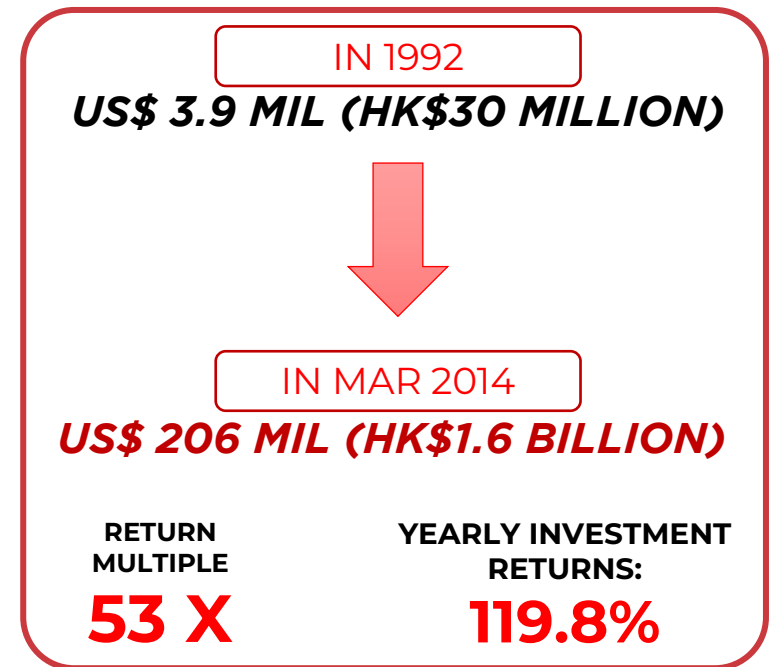 IN 1992
US$ 3.9 MIL (HK$30 MILLION)
IN MAR 2014
US$ 206 MIL (HK$1.6 BILLION)
RETURN
MULTIPLE
53 X
YEARLY INVESTMENT
RETURNS:
119.8%